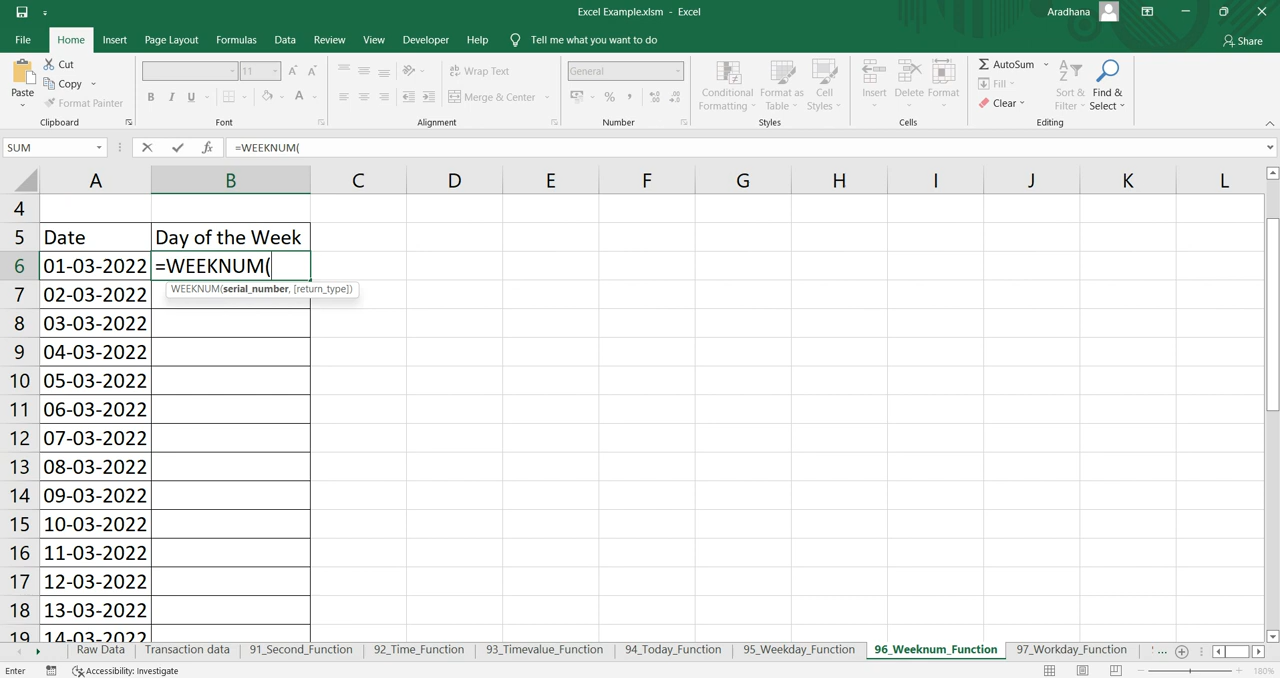 Excel Example.xlsm - Excel
Aradhana
File Home Insert Page Layout Formulas Data Review View Developer Help Tell me what you want to do Share
Paste
Cut
Copy
Format Painter
Clipboard
11
A A
B I U A
Font
Wrap Text
Merge & Center
Alignment
General
% ,
Number
Conditional Formatting
Format as Table
Cell Styles
Styles
Insert Delete Format
Cells
Σ AutoSum
Fill
Clear
Sort & Filter
Find & Select
Editing
SUM fx =WEEKNUM(
A B C D E F G H I J K L
4
5 Date Day of the Week
6 01-03-2022 =WEEKNUM(
WEEKNUM(serial_number, [return_type])
7 02-03-2022
8 03-03-2022
9 04-03-2022
10 05-03-2022
11 06-03-2022
12 07-03-2022
13 08-03-2022
14 09-03-2022
15 10-03-2022
16 11-03-2022
17 12-03-2022
18 13-03-2022
19 14-03-2022
Raw Data Transaction data 91_Second_Function 92_Time_Function 93_Timevalue_Function 94_Today_Function 95_Weekday_Function 96_Weeknum_Function 97_Workday_Function ...
Enter Accessibility: Investigate 180%